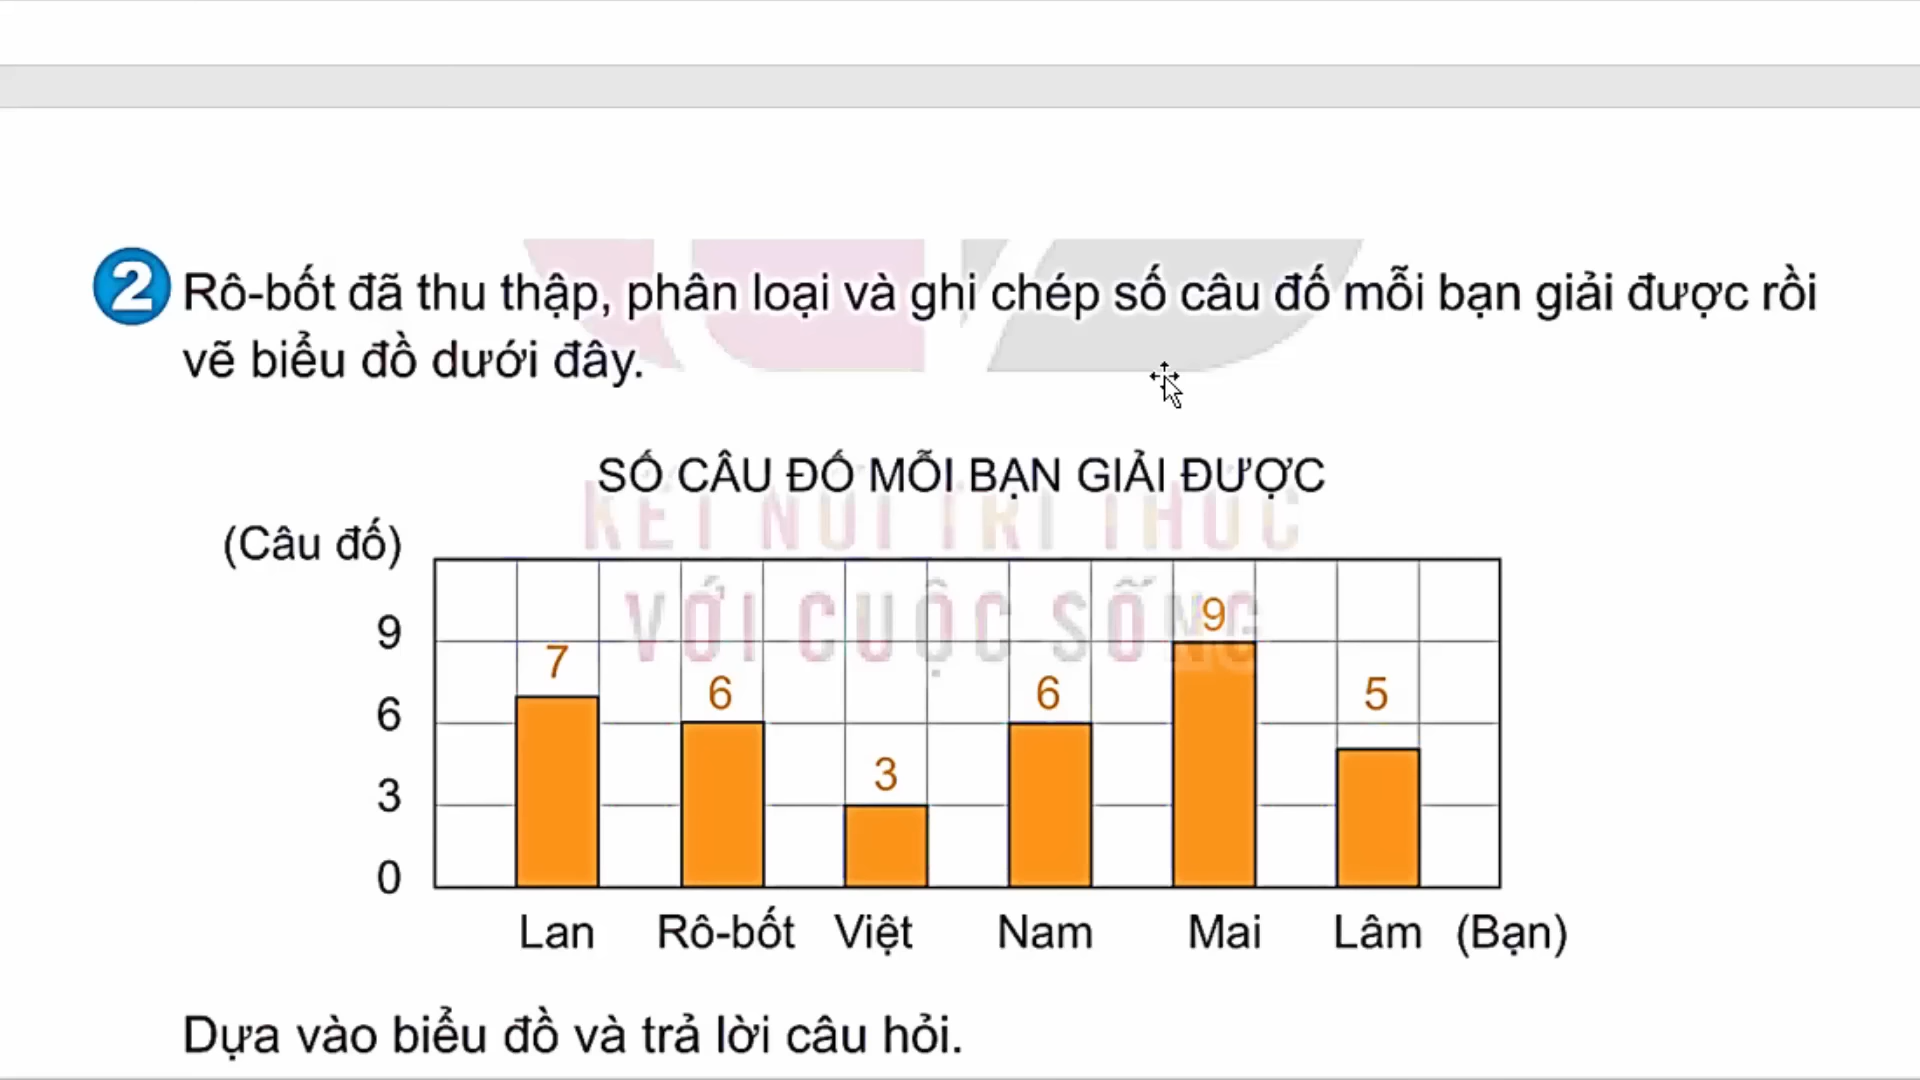 2 Rô-bốt đã thu thập, phân loại và ghi chép số câu đố mỗi bạn giải được rồi
vẽ biểu đồ dưới đây.
SỐ CÂU ĐỐ MỖI BẠN GIẢI ĐƯỢC
KẾT NỐI TRI THỨC
(Câu đố)
VỚI CUỘC SỐNG
9
7
9
6
6
6
5
3
3
0
Lan Rô-bốt Việt Nam Mai Lâm (Bạn)
Dựa vào biểu đồ và trả lời câu hỏi.